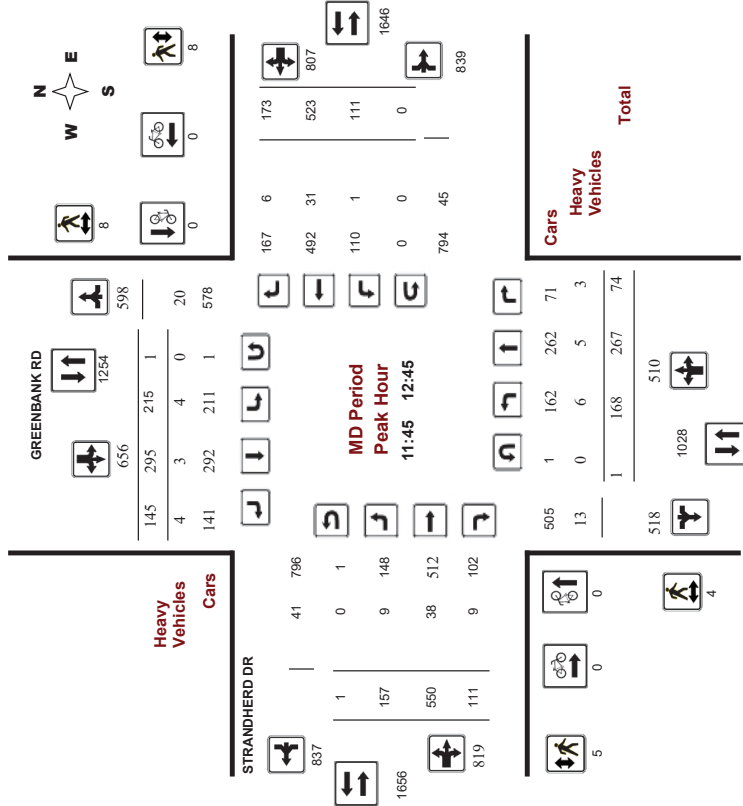 N
W E
S
8
0
8
0
GREENBANK RD
1254
656
598
145 295 215 1
4 3 4 0 20
141 292 211 1 578
Heavy
Vehicles
Cars
1646
807
839
167 6 173
492 31 523
110 1 111
0 0 0
794 45
MD Period
Peak Hour
11:45 12:45
STRANDHERD DR
41 796
1 0 1
157 9 148
550 38 512
111 9 102
837
1656
819
Cars
Heavy
Vehicles
Total
505 1 162 262 71
13 0 6 5 3
1 168 267 74
518
510
1028
0
0
5
4